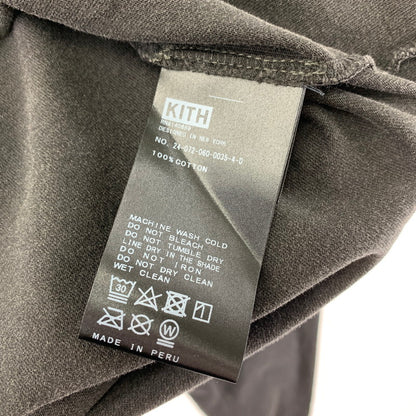 KITH
DESIGNED IN NEW YORK
NO. 24-072-060-0035-4-0
100% COTTON
MACHINE WASH COLD
DO NOT BLEACH
DO NOT TUMBLE DRY
LINE DRY IN THE SHADE
DO NOT IRON
DO NOT DRY CLEAN
WET CLEAN
30
W
MADE IN PERU